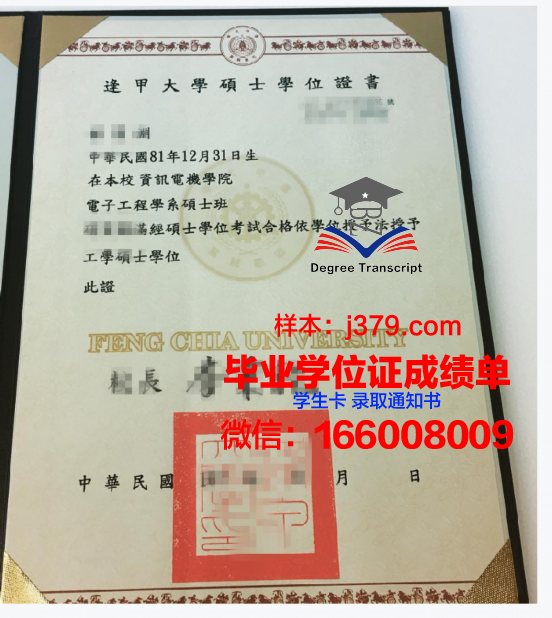 逢甲大學碩士學位證書
號
中華民國81年12月31日生
在本校資訊電機學院
電子工程學系碩士班
滿經碩士學位考試合格依學位授予法授予
工學碩士學位
此證
Degree Transcript
样本：j379.com
FENG CHIA UNIVERSITY
毕业学位证成绩单
校長
学生卡 录取通知书
微信：166008009
中華民國 月 日